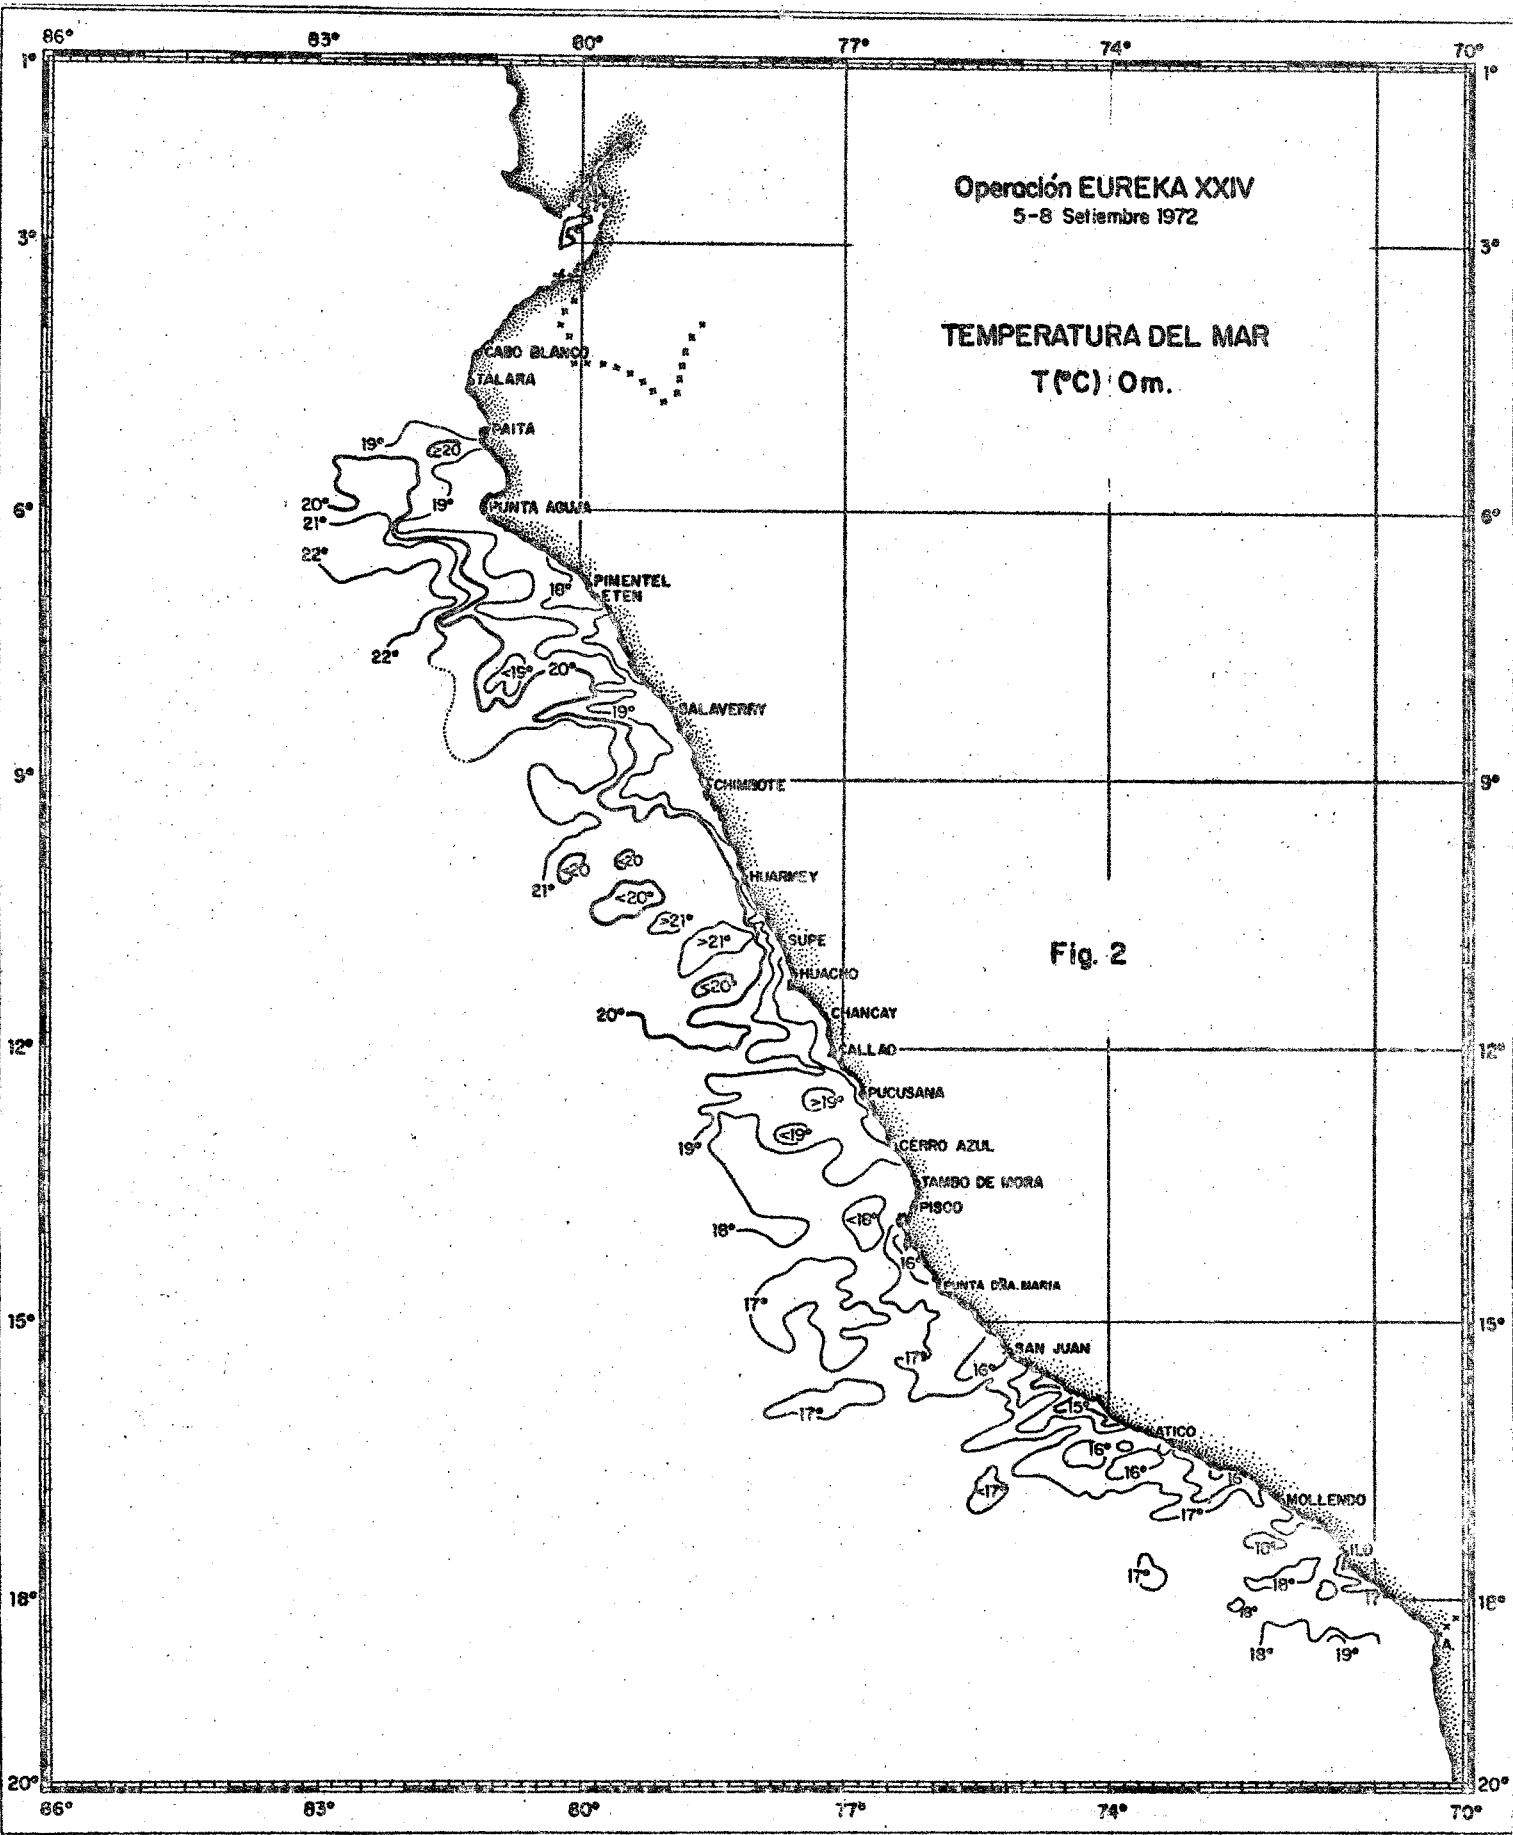 86° 83° 80° 77° 74° 70°
1° 1°
Operación EUREKA XXIV
5-8 Setiembre 1972
3° 3°
TEMPERATURA DEL MAR
T(°C) 0m.
CABO BLANCO
TALARA
PAITA
19° ≥20
20° 19° PUNTA AGUJA
6° 6°
21°
22°
18° PIMENTEL
ETEN
22°
<19° 20°
19° SALAVERRY
9° CHIMBOTE 9°
<20 <20
21° HUARMEY
<20°
>21°
>21° SUPE
Fig. 2
HUACHO
<20°
20° CHANCAY
12° CALLAO 12°
PUCUSANA
≥19°
<19°
19° CERRO AZUL
TAMBO DE MORA
PISCO
18° <16°
16°
PUNTA DÑA. MARIA
17°
15° 15°
SAN JUAN
17° 16°
17° 15°
ATICO
16°
16° 16°
<17° MOLLENDO
17°
ILO
17° 18°
18° 17° 18°
18°
A.
18° 19°
20° 20°
86° 83° 80° 77° 74° 70°